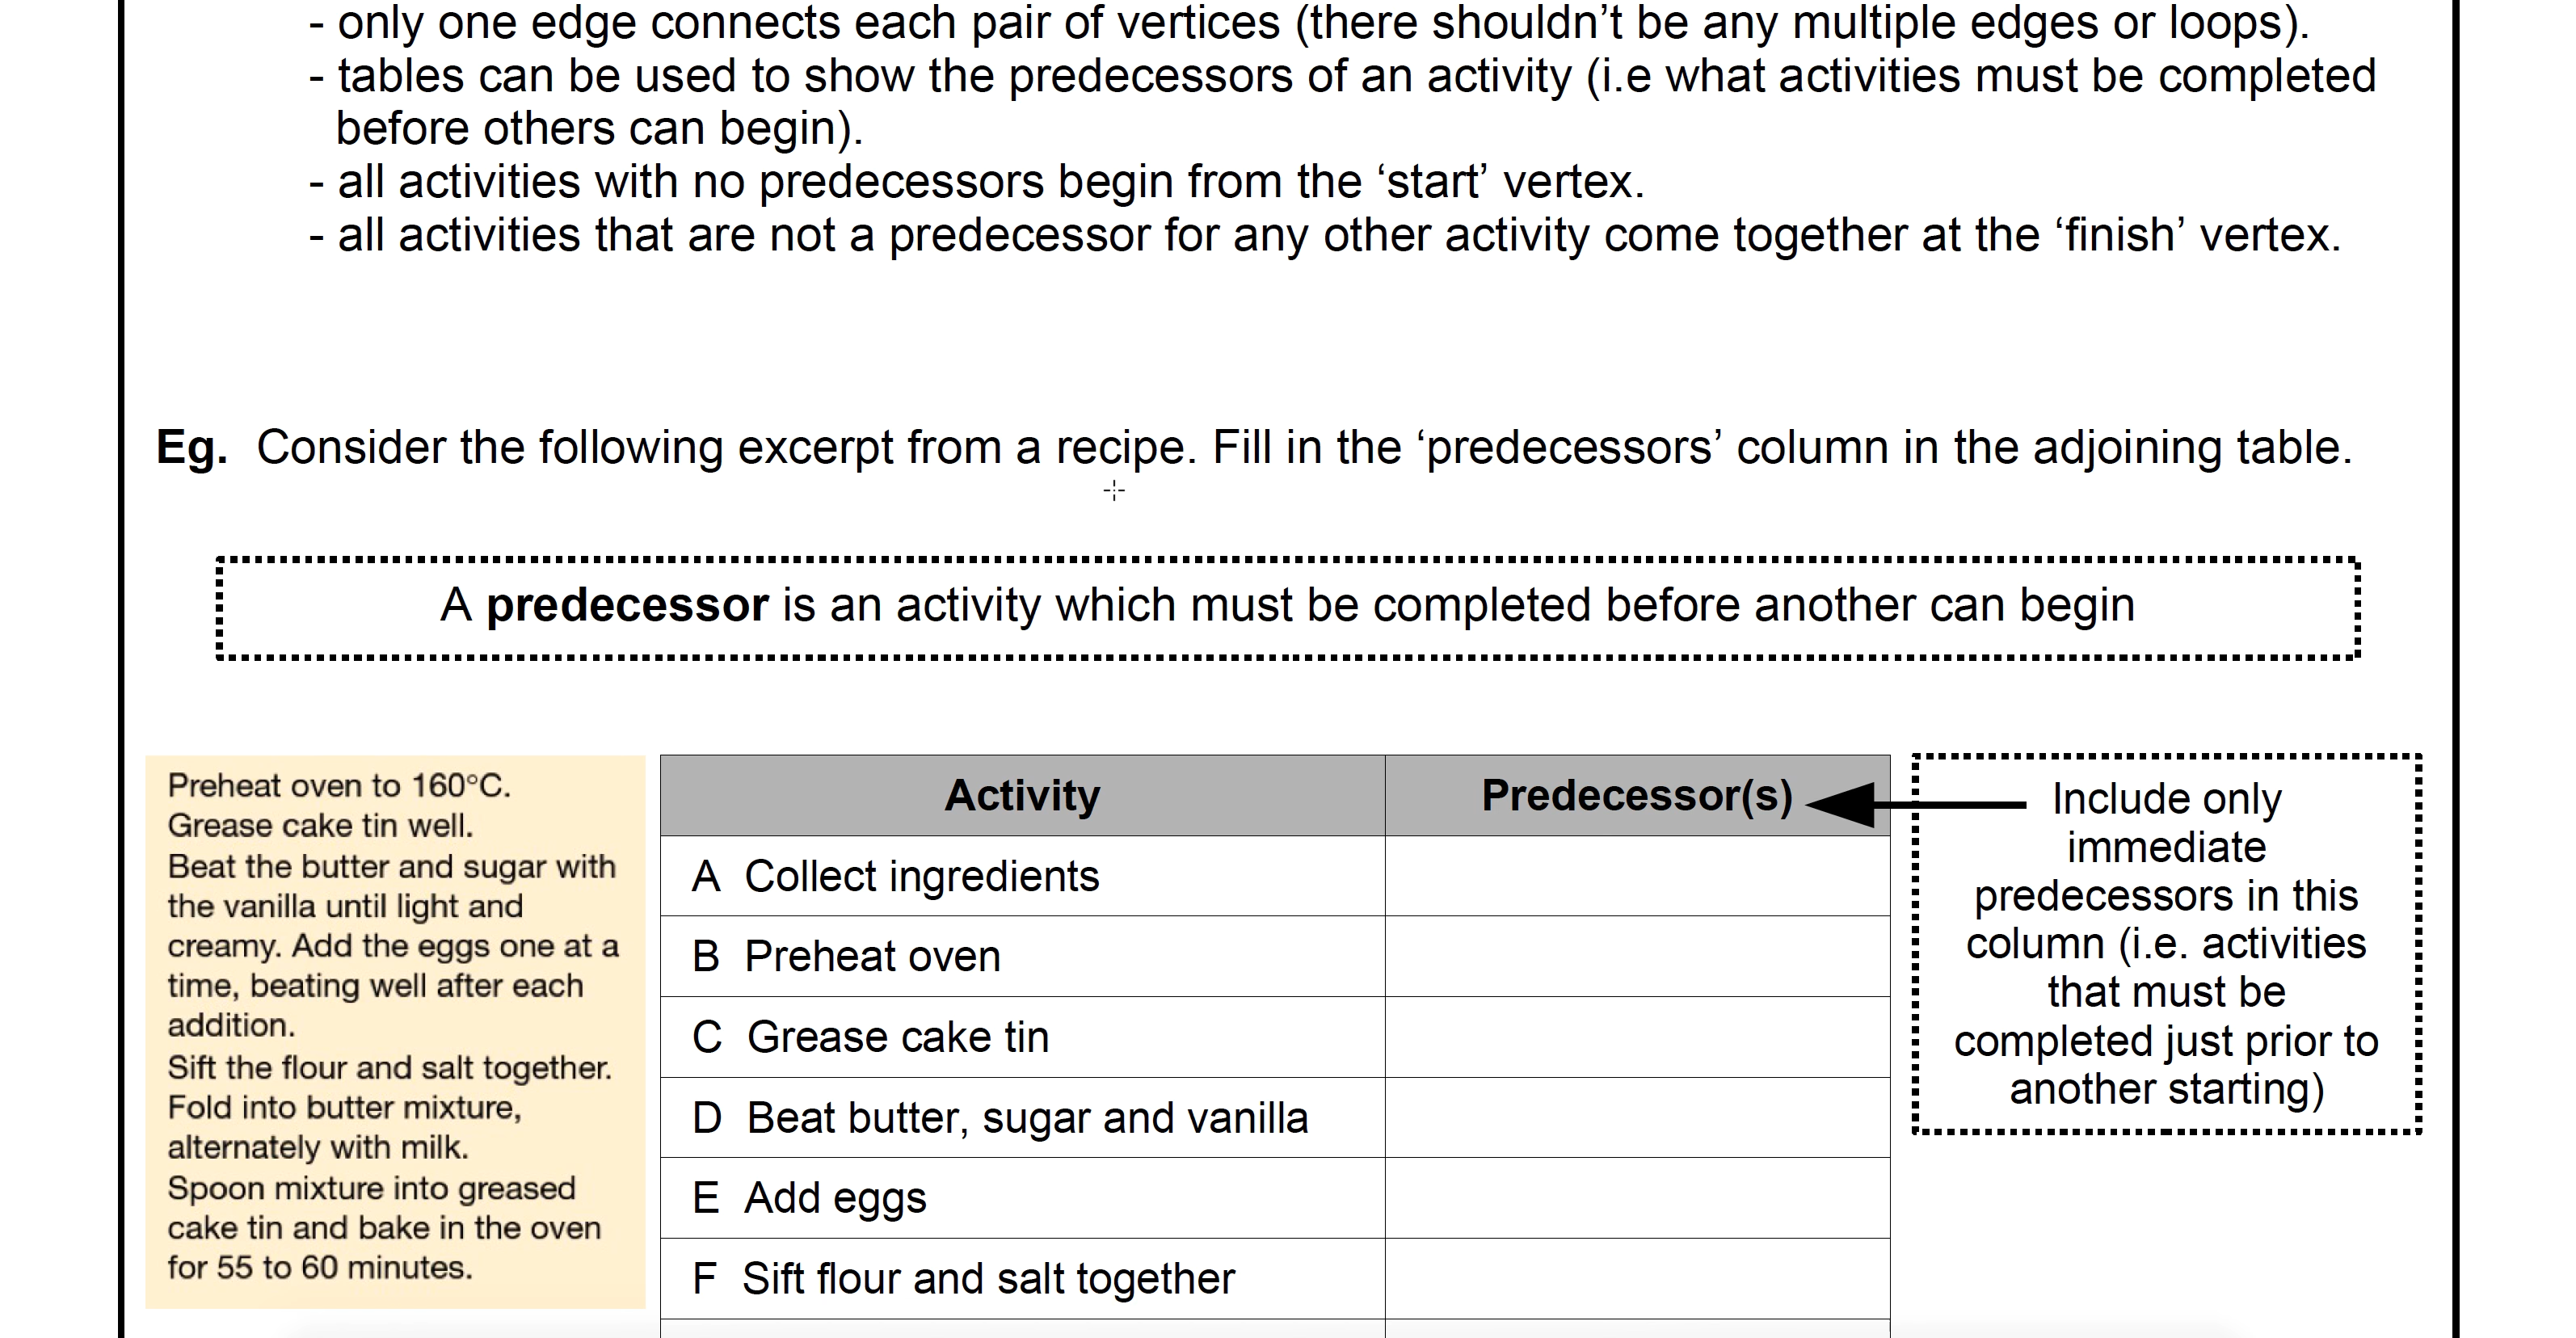 - only one edge connects each pair of vertices (there shouldn’t be any multiple edges or loops).
- tables can be used to show the predecessors of an activity (i.e what activities must be completed
before others can begin).
- all activities with no predecessors begin from the ‘start’ vertex.
- all activities that are not a predecessor for any other activity come together at the ‘finish’ vertex.
Eg. Consider the following excerpt from a recipe. Fill in the ‘predecessors’ column in the adjoining table.
A predecessor is an activity which must be completed before another can begin
Preheat oven to 160°C.
Grease cake tin well.
Beat the butter and sugar with
the vanilla until light and
creamy. Add the eggs one at a
time, beating well after each
addition.
Sift the flour and salt together.
Fold into butter mixture,
alternately with milk.
Spoon mixture into greased
cake tin and bake in the oven
for 55 to 60 minutes.
Activity Predecessor(s)
A Collect ingredients
B Preheat oven
C Grease cake tin
D Beat butter, sugar and vanilla
E Add eggs
F Sift flour and salt together
Include only
immediate
predecessors in this
column (i.e. activities
that must be
completed just prior to
another starting)